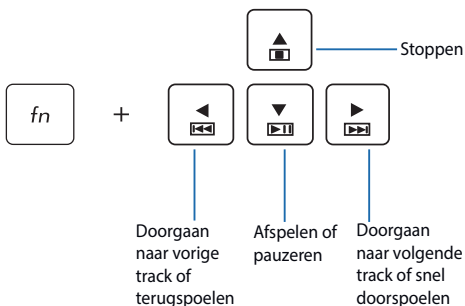 Stoppen
fn
+
Doorgaan
naar vorige
track of
terugspoelen
Afspelen of
pauzeren
Doorgaan
naar volgende
track of snel
doorspoelen